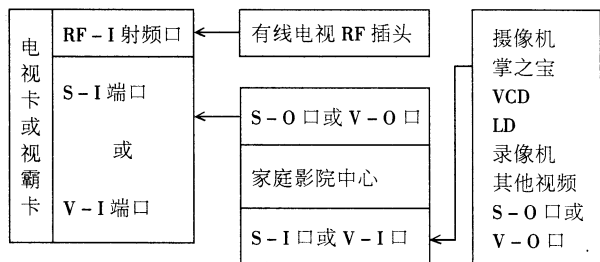 电视卡或视霸卡
RF-I 射频口
S-I 端口
或
V-I 端口
有线电视 RF 插头
S-O 口或 V-O 口
家庭影院中心
S-I 口或 V-I 口
摄像机
掌之宝
VCD
LD
录像机
其他视频
S-O 口或
V-O 口